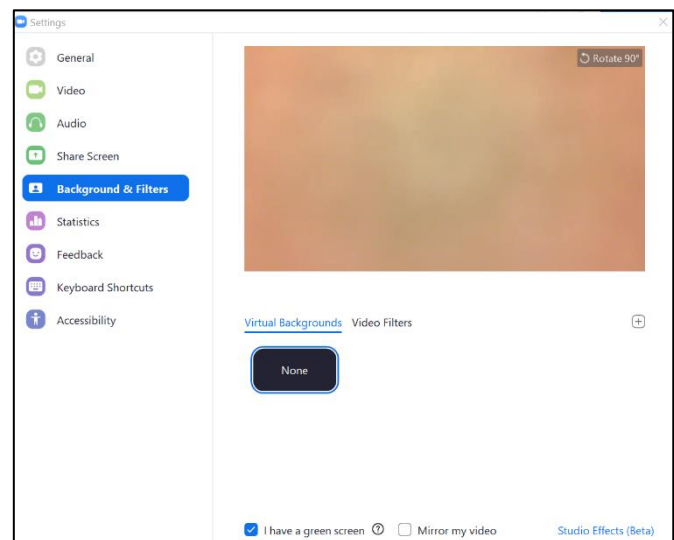 Settings
General
Video
Audio
Share Screen
Background & Filters
Statistics
Feedback
Keyboard Shortcuts
Accessibility
Rotate 90°
Virtual Backgrounds Video Filters
None
I have a green screen Mirror my video Studio Effects (Beta)